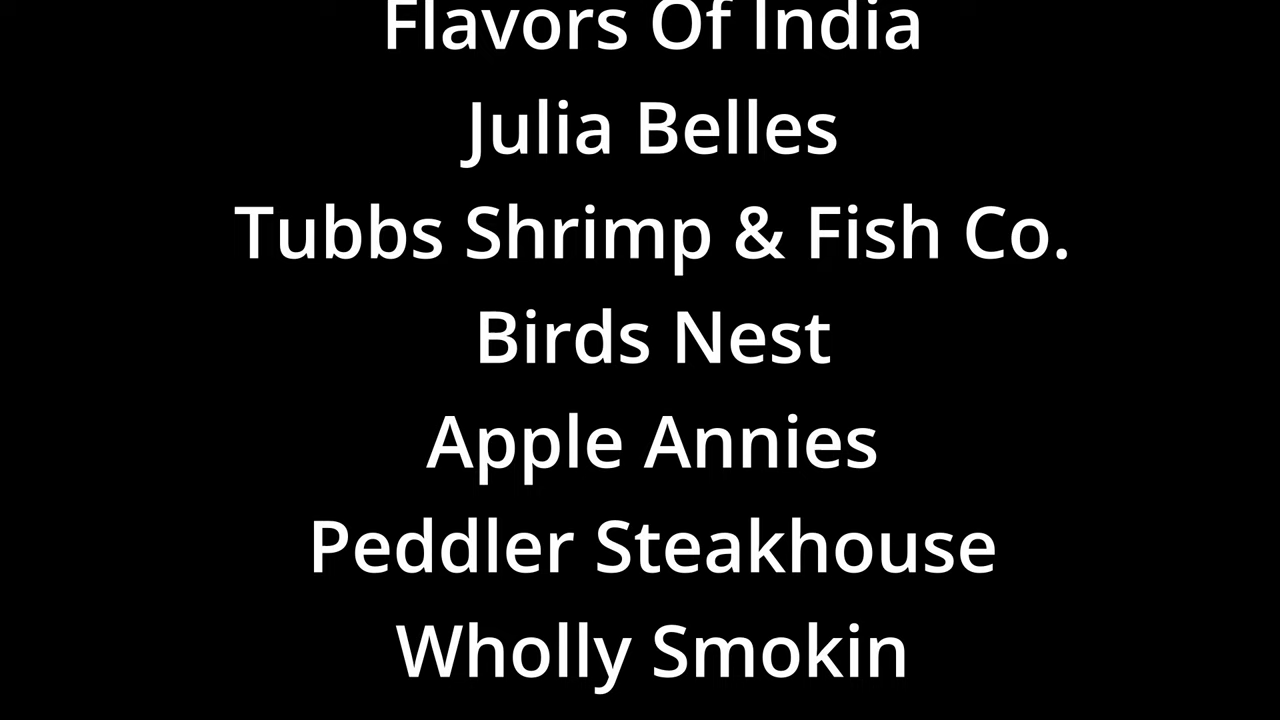 Flavors Of India
Julia Belles
Tubbs Shrimp & Fish Co.
Birds Nest
Apple Annies
Peddler Steakhouse
Wholly Smokin